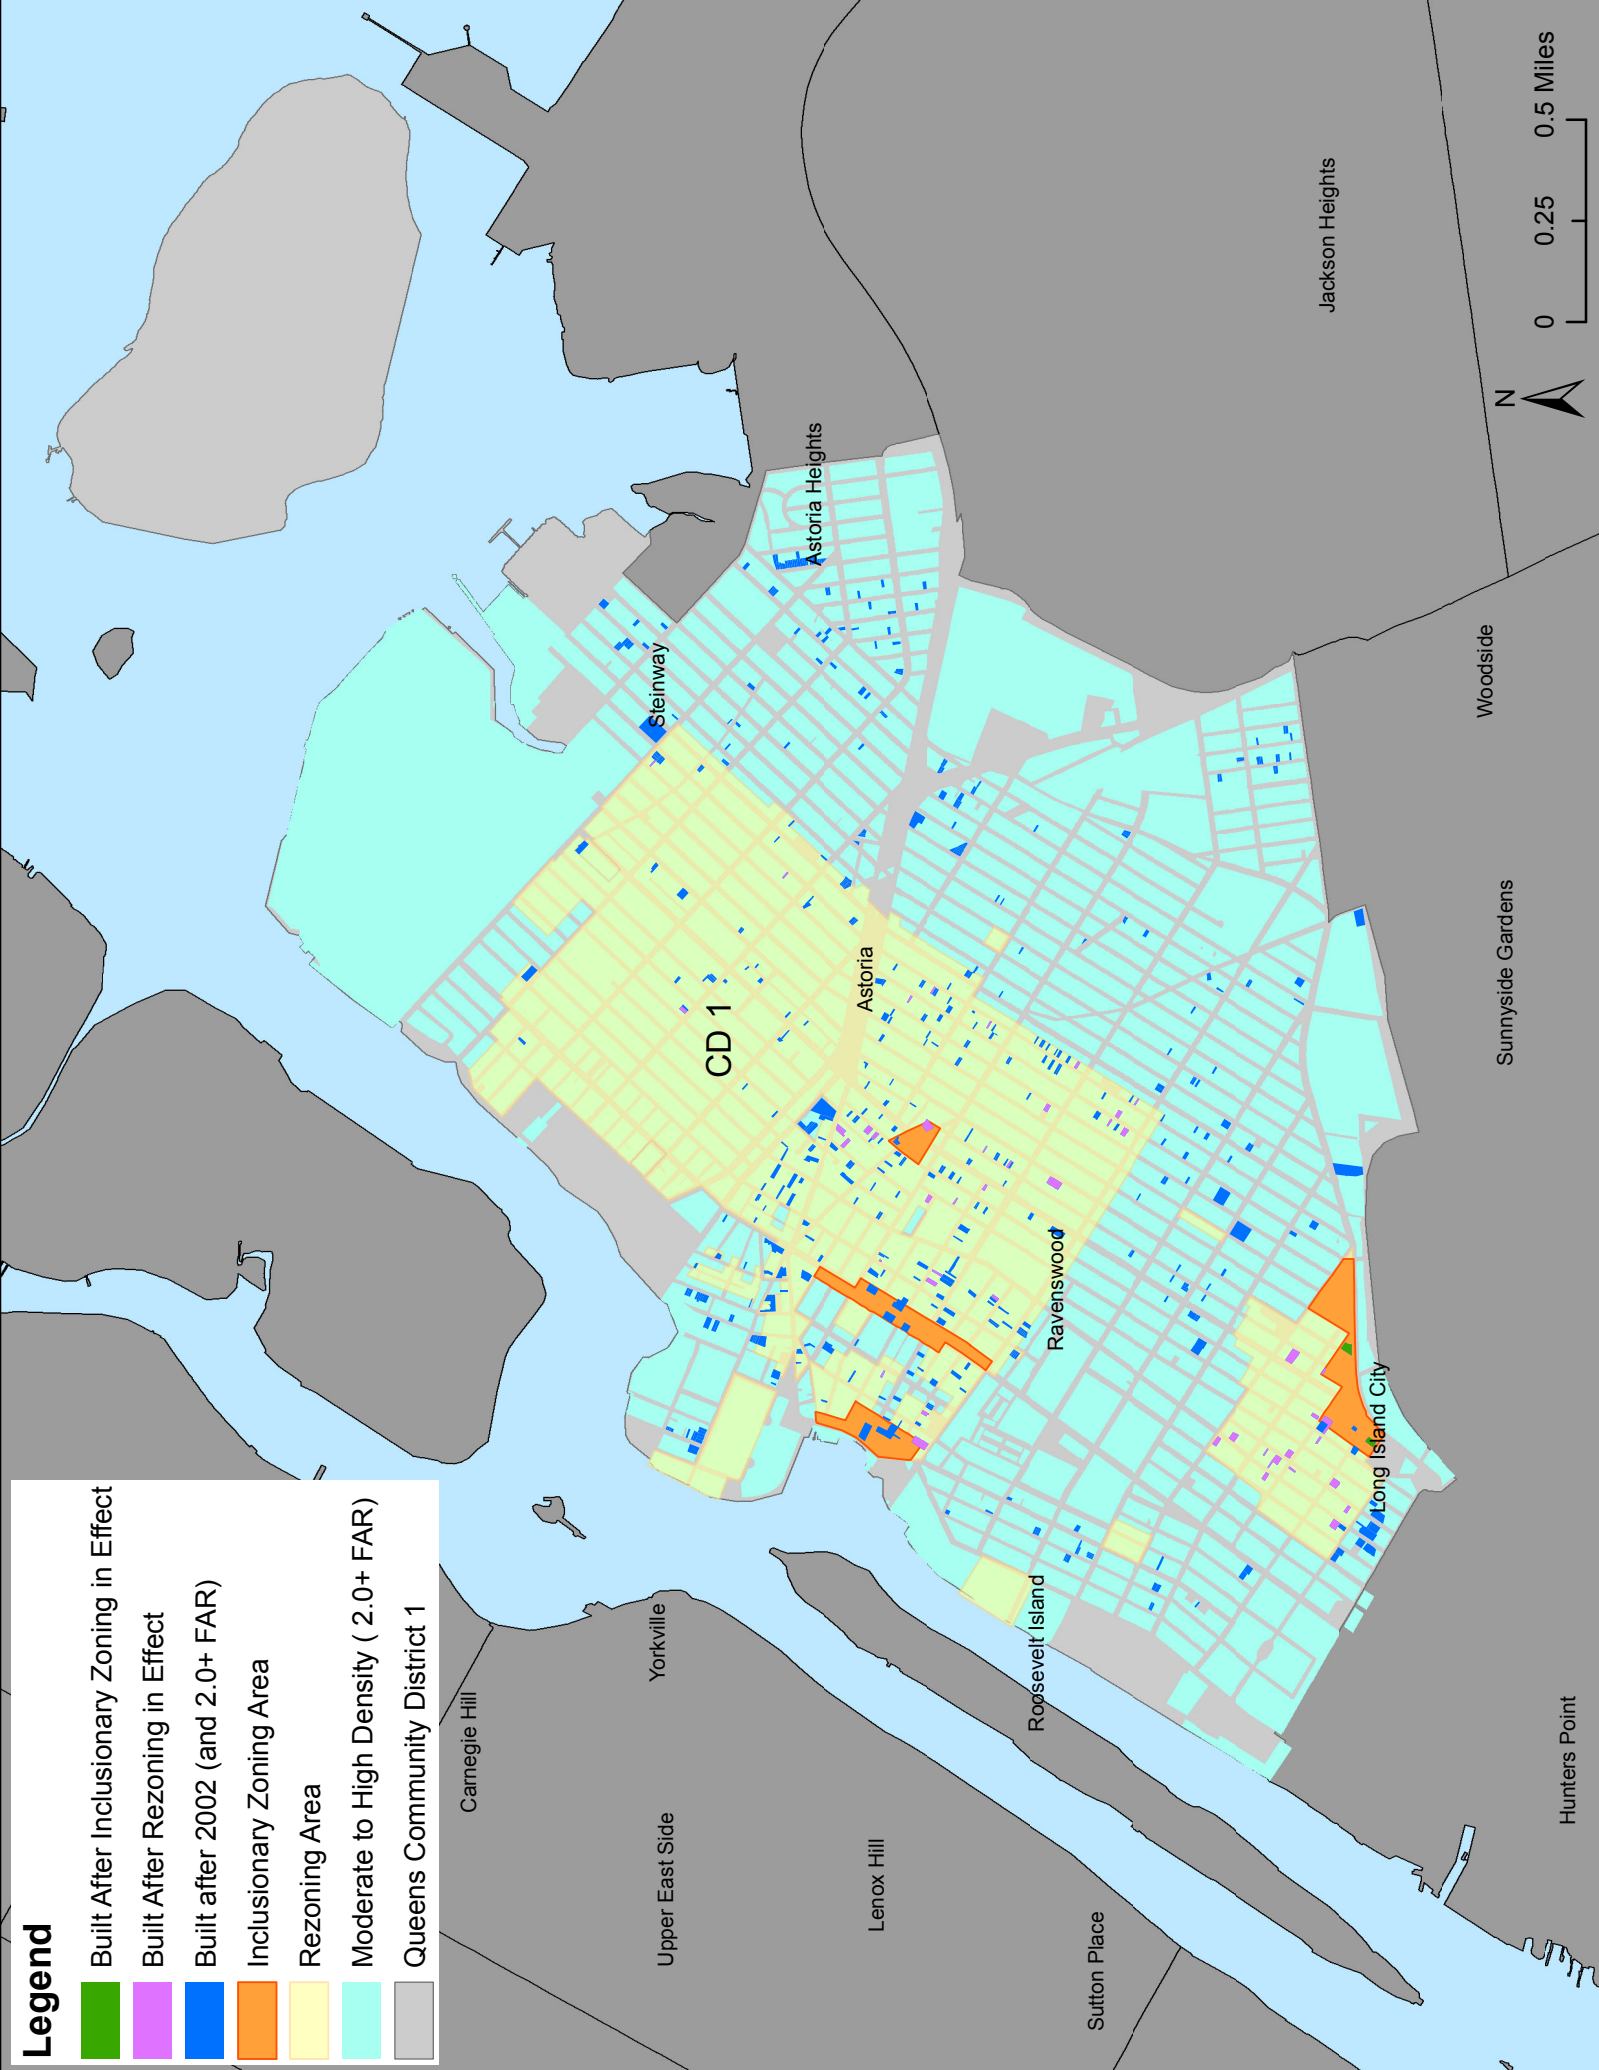 Legend
Built After Inclusionary Zoning in Effect
Built After Rezoning in Effect
Built after 2002 (and 2.0+ FAR)
Inclusionary Zoning Area
Rezoning Area
Moderate to High Density ( 2.0+ FAR)
Queens Community District 1
Carnegie Hill
Yorkville
Upper East Side
Lenox Hill
Sutton Place
Roosevelt Island
Hunters Point
Long Island City
Ravenswood
CD 1
Astoria
Steinway
Astoria Heights
Sunnyside Gardens
Woodside
Jackson Heights
N
0 0.25 0.5 Miles